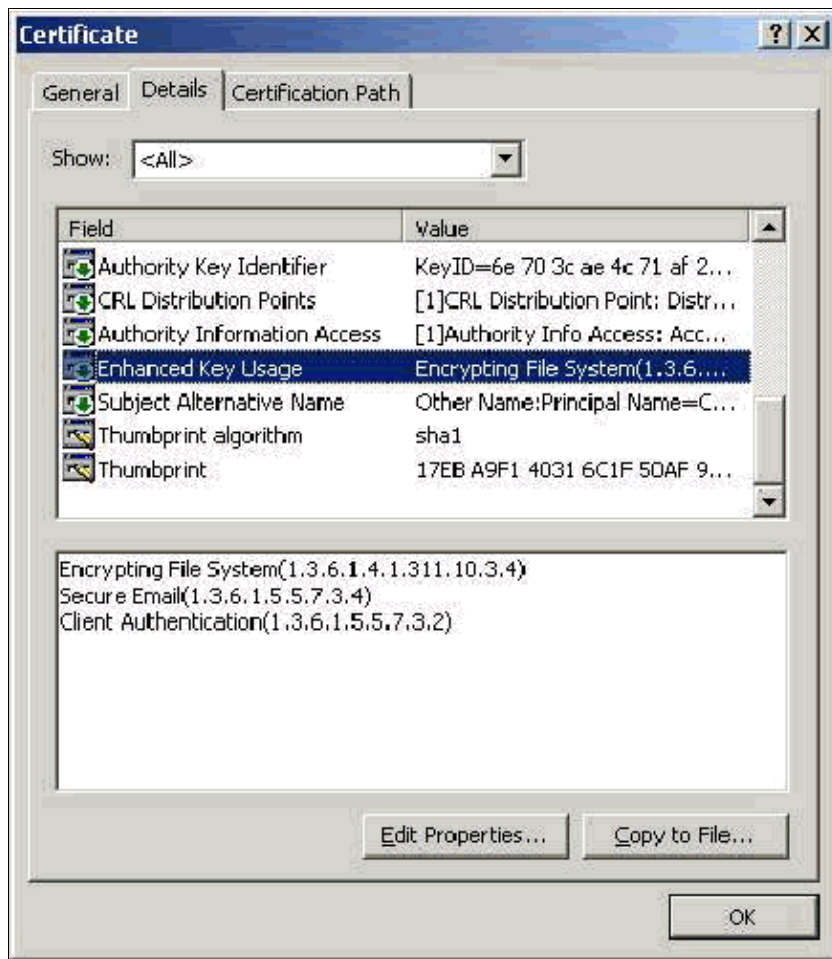 Certificate
General Details Certification Path
Show: <All>
Field Value
Authority Key Identifier KeyID=6e 70 3c ae 4c 71 af 2...
CRL Distribution Points [1]CRL Distribution Point: Distr...
Authority Information Access [1]Authority Info Access: Acc...
Enhanced Key Usage Encrypting File System(1.3.6....
Subject Alternative Name Other Name:Principal Name=C...
Thumbprint algorithm sha1
Thumbprint 17EB A9F1 4031 6C1F 50AF 9...
Encrypting File System(1.3.6.1.4.1.311.10.3.4)
Secure Email(1.3.6.1.5.5.7.3.4)
Client Authentication(1.3.6.1.5.5.7.3.2)
Edit Properties... Copy to File...
OK